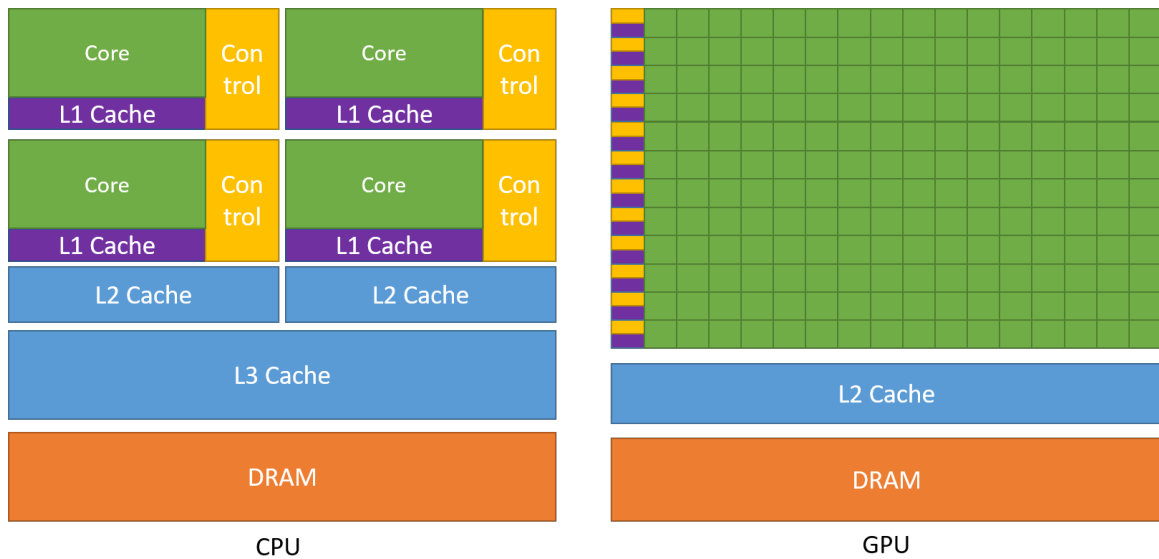 Core
Con
trol
L1 Cache
Core
Con
trol
L1 Cache
Core
Con
trol
L1 Cache
Core
Con
trol
L1 Cache
L2 Cache
L2 Cache
L3 Cache
DRAM
CPU
L2 Cache
DRAM
GPU